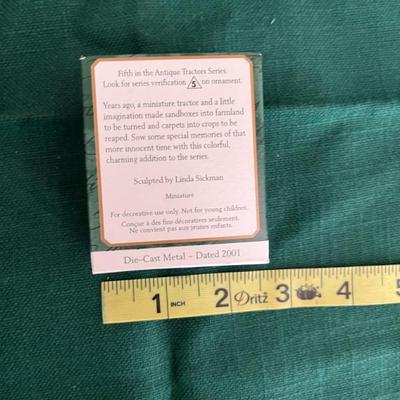 Fifth in the Antique Tractors Series.
Look for series verification 5 on ornament.
Years ago, a miniature tractor and a little
imagination made sandboxes into farmland
to be turned and carpets into crops to be
reaped. Sow some special memories of that
more innocent time with this colorful,
charming addition to the series.
Sculpted by Linda Sickman
Miniature
For decorative use only. Not for young children.
Conçue à des fins décoratives seulement.
Ne convient pas aux jeunes enfants.
Die-Cast Metal – Dated 2001
1 INCH 2 Dritz 3 4 5